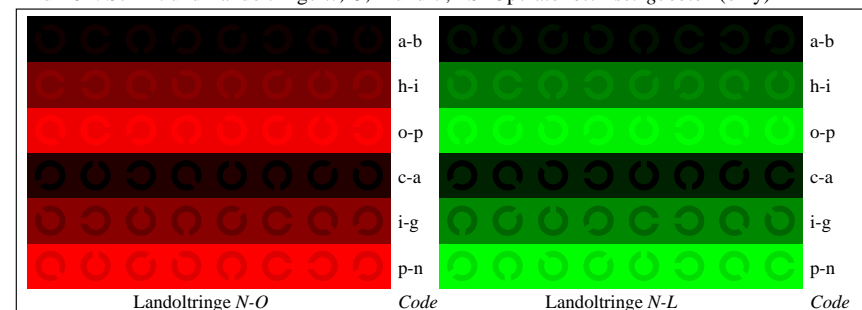 a-b a-b
h-i h-i
o-p o-p
c-a c-a
i-g i-g
p-n p-n
Landoltringe N-O Code Landoltringe N-L Code